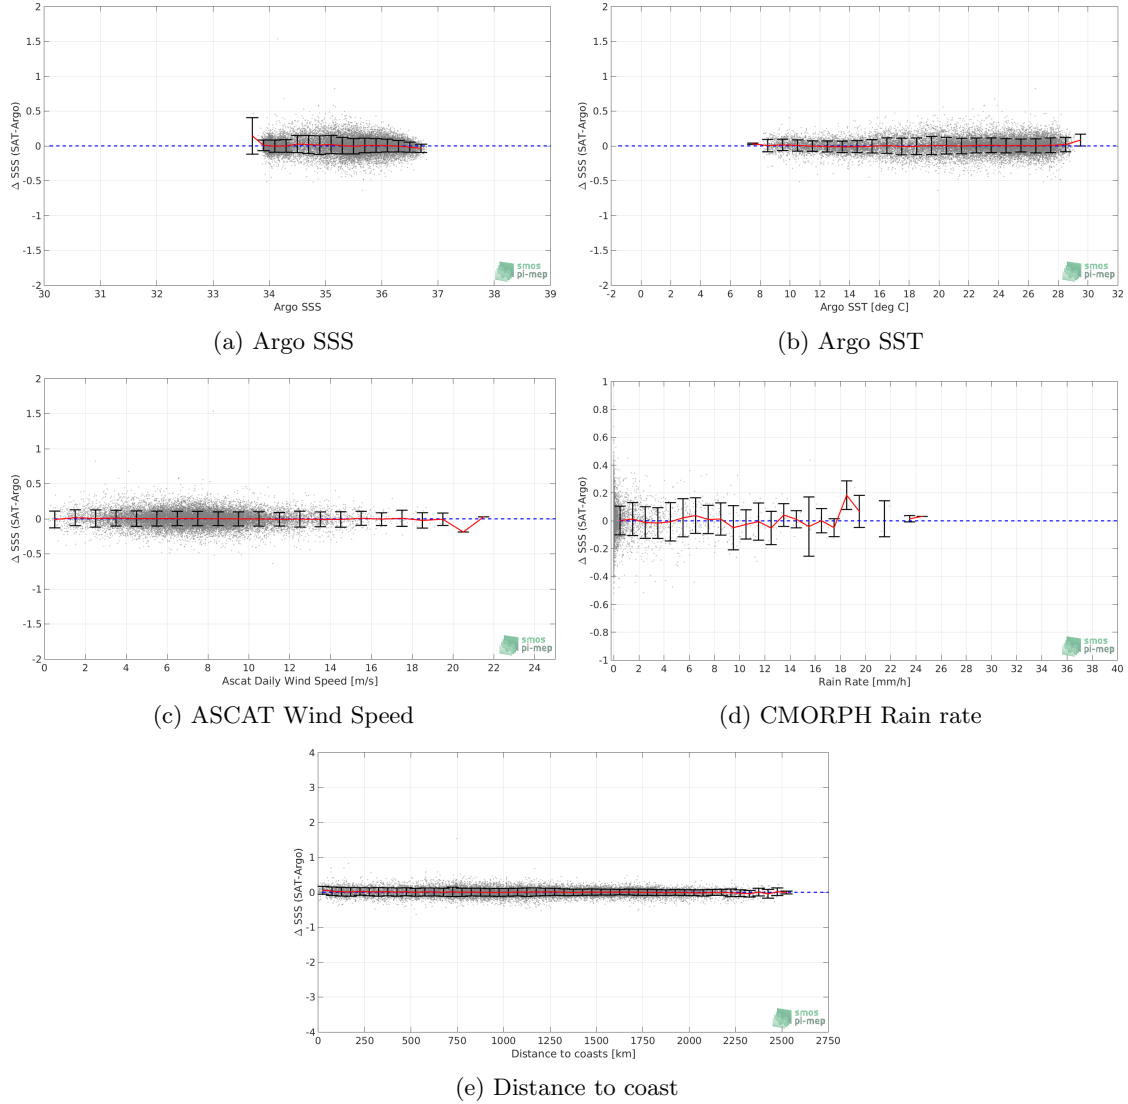 2
1.5
1
0.5
0
-0.5
-1
-1.5
-2
Δ SSS (SAT-Argo)
30 31 32 33 34 35 36 37 38 39
Argo SSS
smos
pi-mep
(a) Argo SSS
2
1.5
1
0.5
0
-0.5
-1
-1.5
-2
Δ SSS (SAT-Argo)
-2 0 2 4 6 8 10 12 14 16 18 20 22 24 26 28 30 32
Argo SST [deg C]
smos
pi-mep
(b) Argo SST
2
1.5
1
0.5
0
-0.5
-1
-1.5
-2
Δ SSS (SAT-Argo)
0 2 4 6 8 10 12 14 16 18 20 22 24
Ascat Daily Wind Speed [m/s]
smos
pi-mep
(c) ASCAT Wind Speed
1
0.8
0.6
0.4
0.2
0
-0.2
-0.4
-0.6
-0.8
-1
Δ SSS (SAT-Argo)
0 2 4 6 8 10 12 14 16 18 20 22 24 26 28 30 32 34 36 38 40
Rain Rate [mm/h]
smos
pi-mep
(d) CMORPH Rain rate
4
3
2
1
0
-1
-2
-3
-4
Δ SSS (SAT-Argo)
0 250 500 750 1000 1250 1500 1750 2000 2250 2500 2750
Distance to coasts [km]
smos
pi-mep
(e) Distance to coast